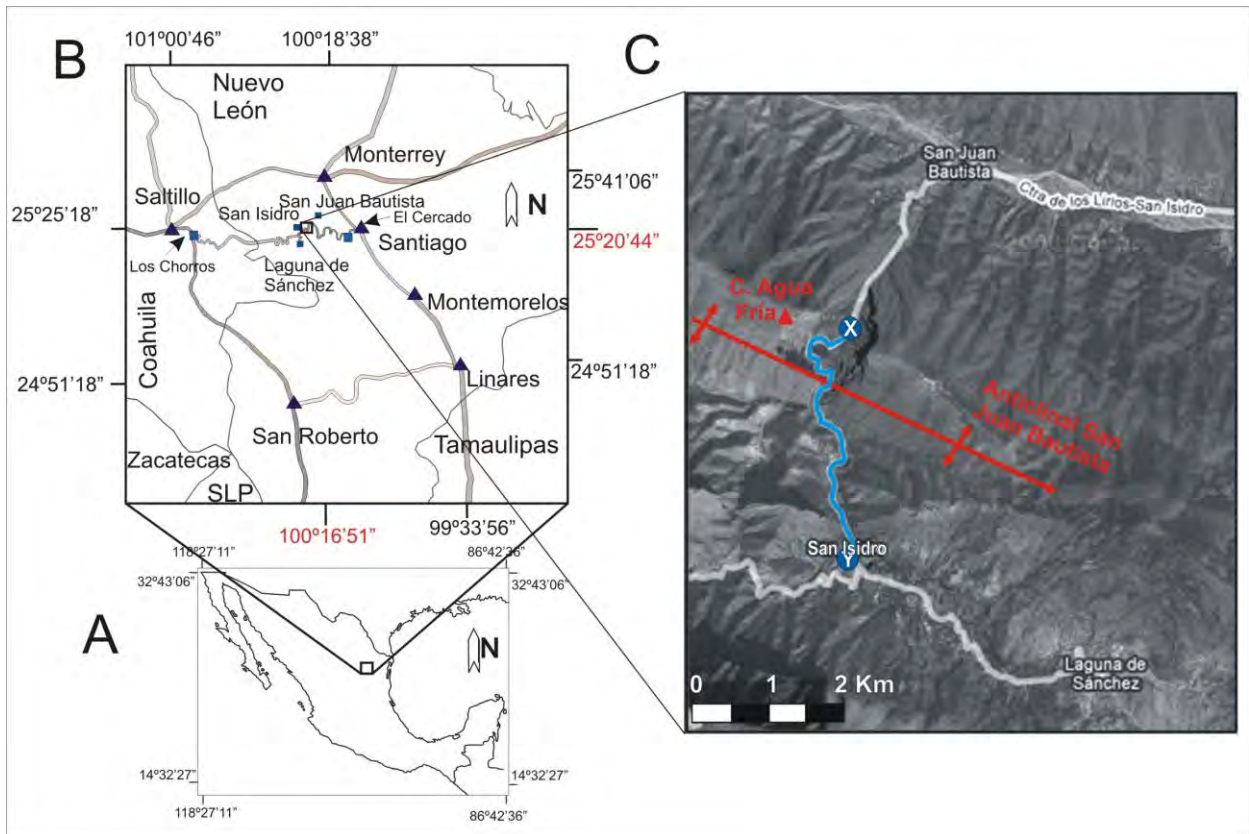 B
101º00'46"
100º18'38"
Nuevo
León
Monterrey
25º41'06"
25º25'18"
Saltillo
San Juan Bautista
San Isidro
El Cercado
N
25º20'44"
Santiago
Los Chorros
Laguna de
Sánchez
Montemorelos
Coahuila
24º51'18"
24º51'18"
Linares
San Roberto
Tamaulipas
Zacatecas
SLP
100º16'51"
99º33'56"
A
118º27'11"
86º42'36"
32º43'06"
32º43'06"
N
14º32'27"
14º32'27"
118º27'11"
86º42'36"
C
San Juan
Bautista
Ctra de los Lirios-San Isidro
C. Agua
Fría
X
Anticlinal San
Juan Bautista
San Isidro
Y
Laguna de
Sánchez
0 1 2 Km